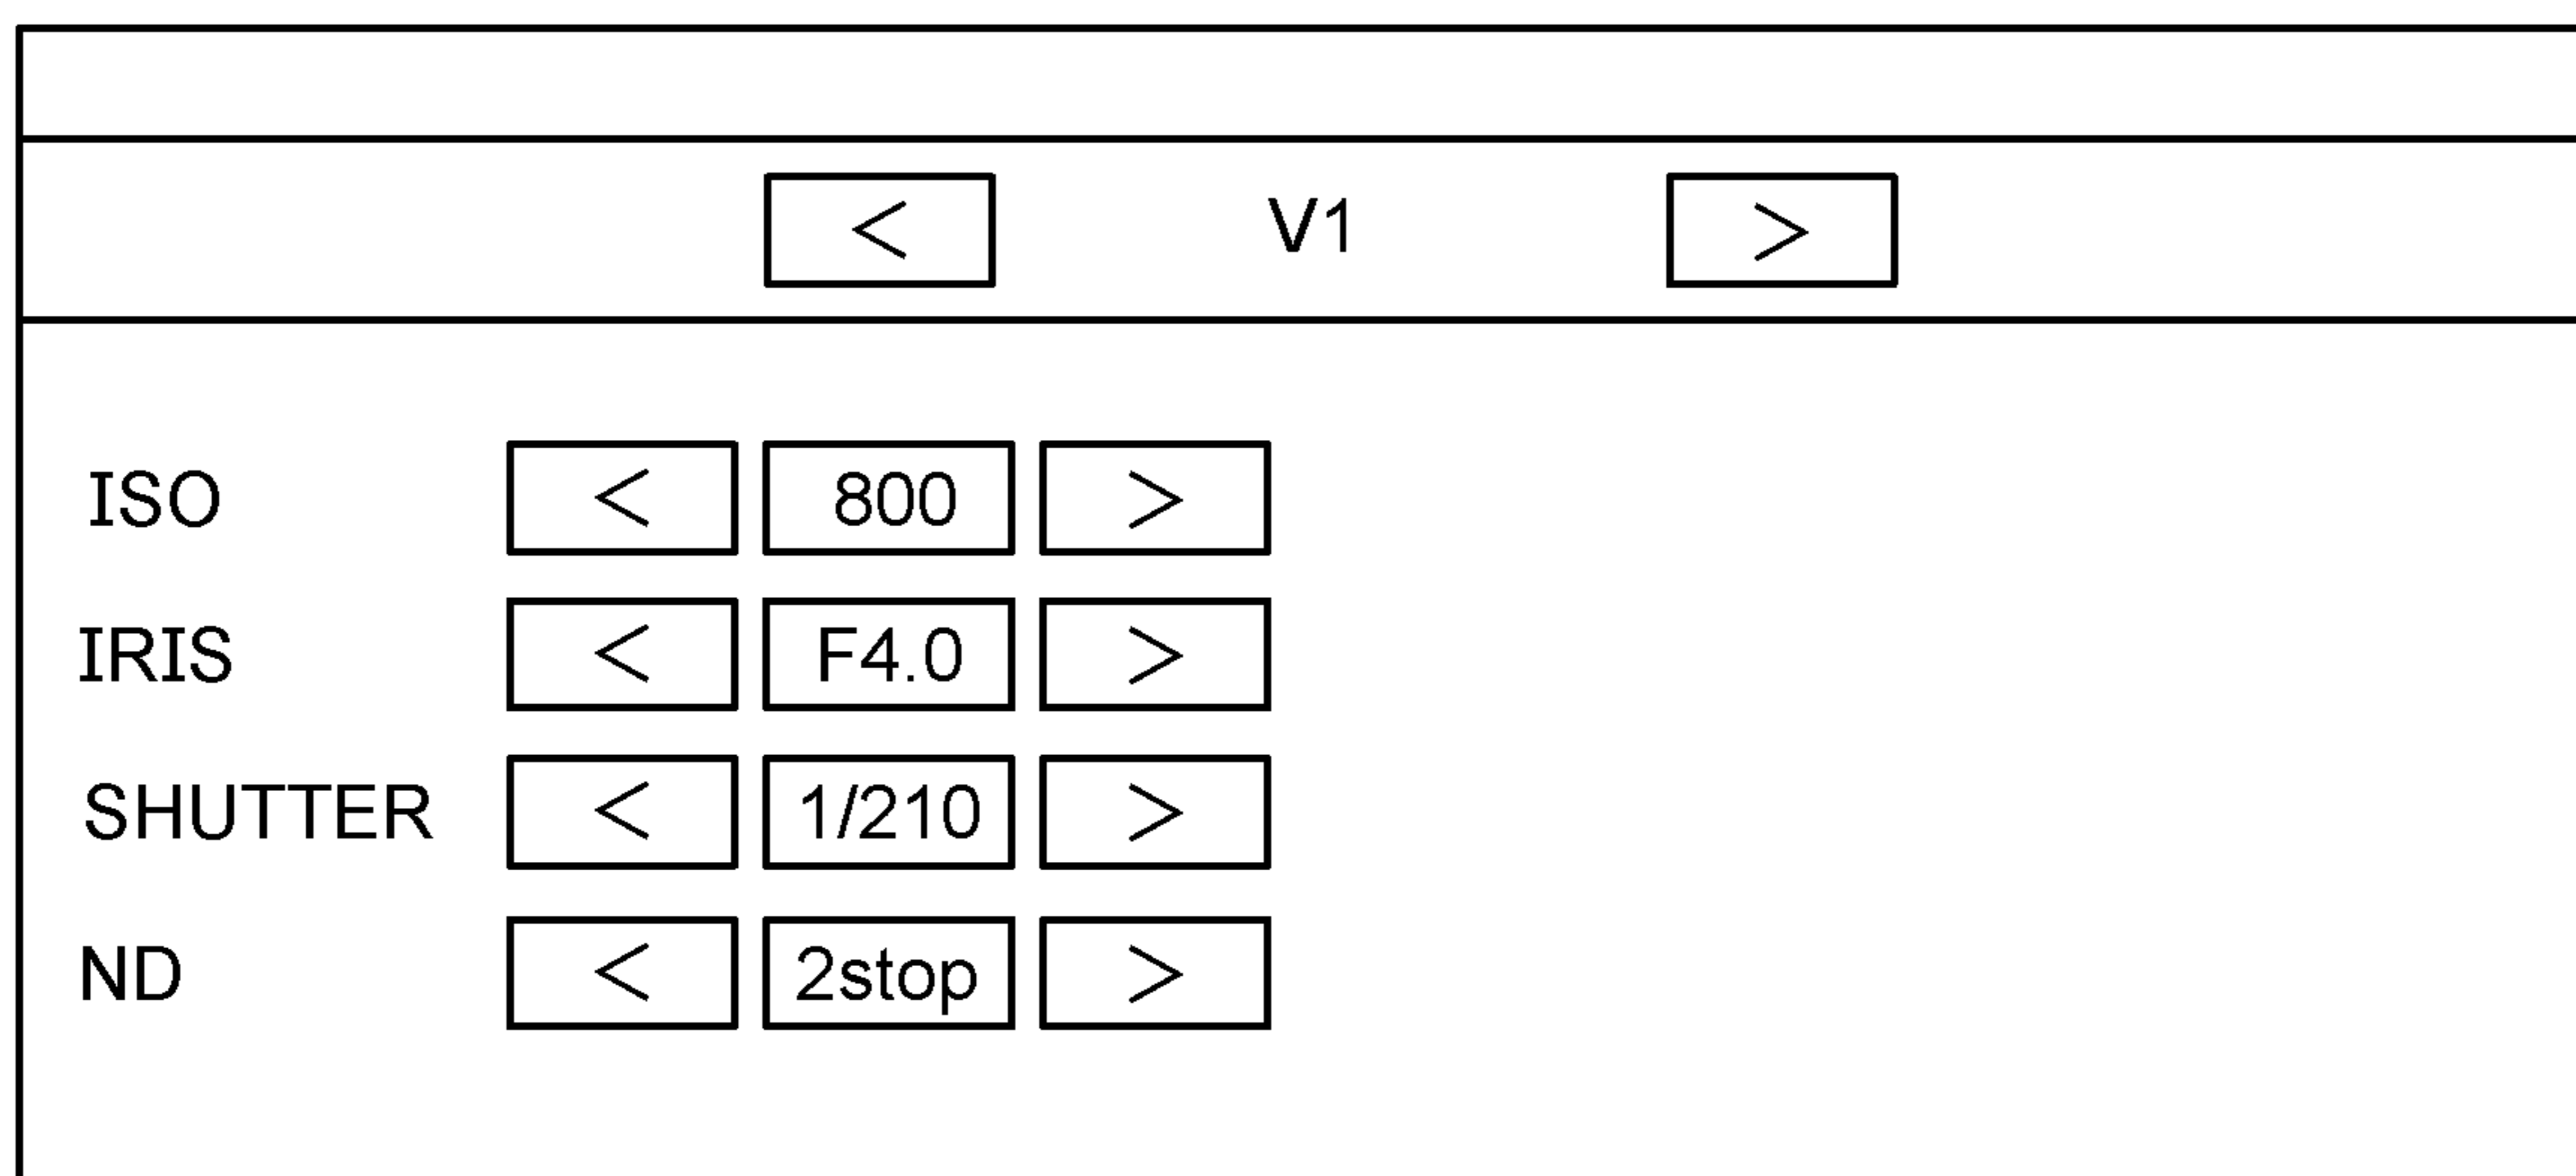 < V1 >
ISO < 800 >
IRIS < F4.0 >
SHUTTER < 1/210 >
ND < 2stop >